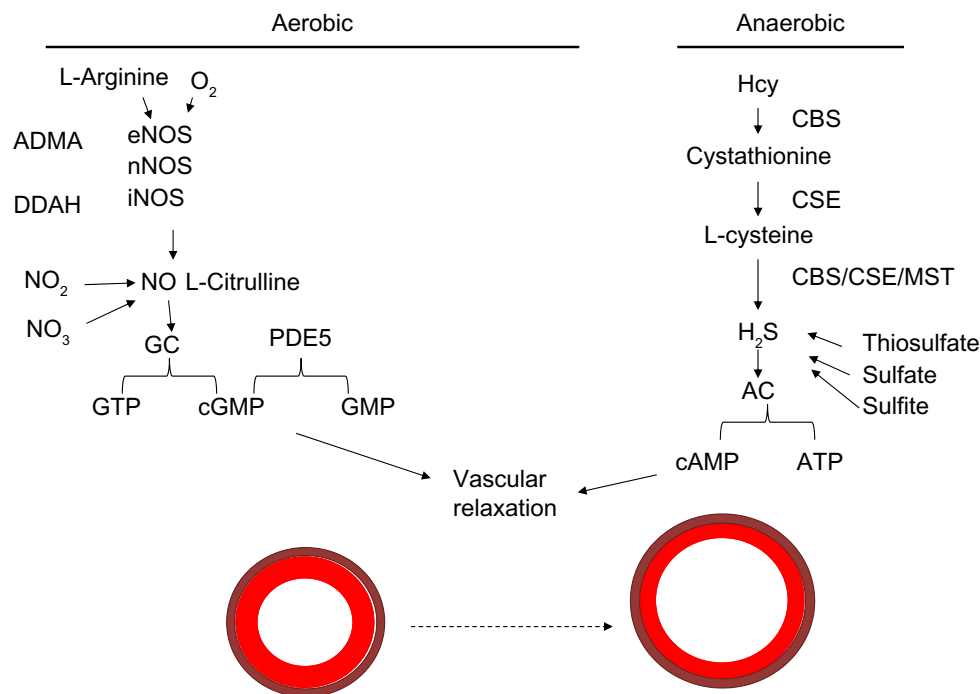 Aerobic
L-Arginine
O2
ADMA
eNOS
nNOS
DDAH
iNOS
NO2
NO L-Citrulline
NO3
GC
PDE5
GTP
cGMP
GMP
Anaerobic
Hcy
CBS
Cystathionine
CSE
L-cysteine
CBS/CSE/MST
H2S
Thiosulfate
Sulfate
AC
Sulfite
cAMP
ATP
Vascular
relaxation